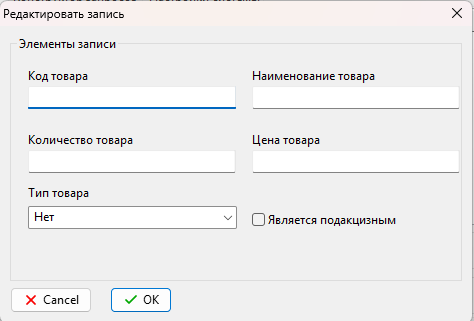 Редактировать запись
Элементы записи
Код товара
Наименование товара
Количество товара
Цена товара
Тип товара
Нет
Является подакцизным
Cancel
OK